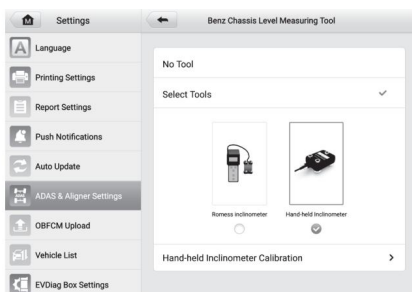 M
Settings
Benz Chassis Level Measuring Tool
A
Language
Printing Settings
Report Settings
Push Notifications
Auto Update
ADAS & Aligner Settings
OBFCM Upload
Vehicle List
EVDiag Box Settings
No Tool
Select Tools
Romess inclinometer
Hand-held Inclinometer
Hand-held Inclinometer Calibration